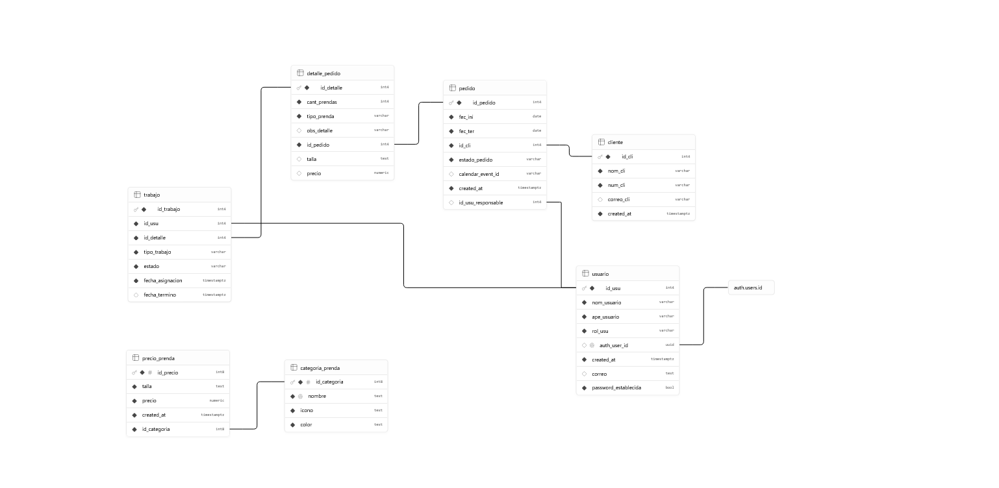 detalle_pedido
id_detalle int4
cant_prendas int4
tipo_prenda varchar
obs_detalle varchar
id_pedido int4
talla text
precio numeric
pedido
id_pedido int4
fec_ini date
fec_ter date
id_cli int4
estado_pedido varchar
calendar_event_id varchar
created_at timestamptz
id_usu_responsable int4
cliente
id_cli int4
nom_cli varchar
num_cli varchar
correo_cli varchar
created_at timestamptz
trabajo
id_trabajo int4
id_usu int4
id_detalle int4
tipo_trabajo varchar
estado varchar
fecha_asignacion timestamptz
fecha_termino timestamptz
usuario
id_usu int4
nom_usuario varchar
ape_usuario varchar
rol_usu varchar
auth_user_id uuid
created_at timestamptz
correo text
password_establecida bool
auth.users.id
precio_prenda
# id_precio int8
talla text
precio numeric
created_at timestamptz
id_categoria int8
categoria_prenda
# id_categoria int8
nombre text
icono text
color text